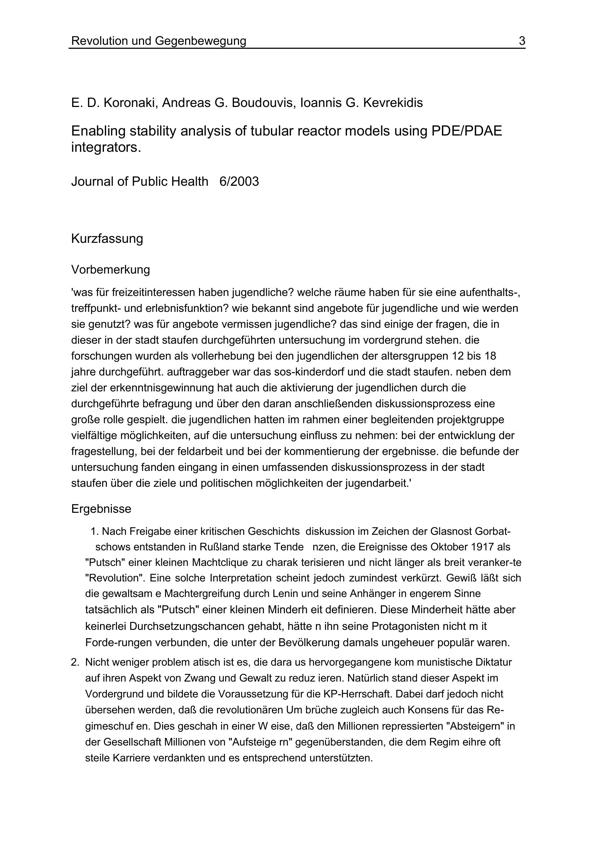 Revolution und Gegenbewegung 3
E. D. Koronaki, Andreas G. Boudouvis, Ioannis G. Kevrekidis
Enabling stability analysis of tubular reactor models using PDE/PDAE
integrators.
Journal of Public Health 6/2003
Kurzfassung
Vorbemerkung
'was für freizeitinteressen haben jugendliche? welche räume haben für sie eine aufenthalts-,
treffpunkt- und erlebnisfunktion? wie bekannt sind angebote für jugendliche und wie werden
sie genutzt? was für angebote vermissen jugendliche? das sind einige der fragen, die in
dieser in der stadt staufen durchgeführten untersuchung im vordergrund stehen. die
forschungen wurden als vollerhebung bei den jugendlichen der altersgruppen 12 bis 18
jahre durchgeführt. auftraggeber war das sos-kinderdorf und die stadt staufen. neben dem
ziel der erkenntnisgewinnung hat auch die aktivierung der jugendlichen durch die
durchgeführte befragung und über den daran anschließenden diskussionsprozess eine
große rolle gespielt. die jugendlichen hatten im rahmen einer begleitenden projektgruppe
vielfältige möglichkeiten, auf die untersuchung einfluss zu nehmen: bei der entwicklung der
fragestellung, bei der feldarbeit und bei der kommentierung der ergebnisse. die befunde der
untersuchung fanden eingang in einen umfassenden diskussionsprozess in der stadt
staufen über die ziele und politischen möglichkeiten der jugendarbeit.'
Ergebnisse
1. Nach Freigabe einer kritischen Geschichts diskussion im Zeichen der Glasnost Gorbat-
schows entstanden in Rußland starke Tende nzen, die Ereignisse des Oktober 1917 als
"Putsch" einer kleinen Machtclique zu charak terisieren und nicht länger als breit veranker-te
"Revolution". Eine solche Interpretation scheint jedoch zumindest verkürzt. Gewiß läßt sich
die gewaltsam e Machtergreifung durch Lenin und seine Anhänger in engerem Sinne
tatsächlich als "Putsch" einer kleinen Minderh eit definieren. Diese Minderheit hätte aber
keinerlei Durchsetzungschancen gehabt, hätte n ihn seine Protagonisten nicht m it
Forde-rungen verbunden, die unter der Bevölkerung damals ungeheuer populär waren.
2. Nicht weniger problem atisch ist es, die dara us hervorgegangene kom munistische Diktatur
auf ihren Aspekt von Zwang und Gewalt zu reduz ieren. Natürlich stand dieser Aspekt im
Vordergrund und bildete die Voraussetzung für die KP-Herrschaft. Dabei darf jedoch nicht
übersehen werden, daß die revolutionären Um brüche zugleich auch Konsens für das Re-
gimeschuf en. Dies geschah in einer W eise, daß den Millionen repressierten "Absteigern" in
der Gesellschaft Millionen von "Aufsteige rn" gegenüberstanden, die dem Regim eihre oft
steile Karriere verdankten und es entsprechend unterstützten.